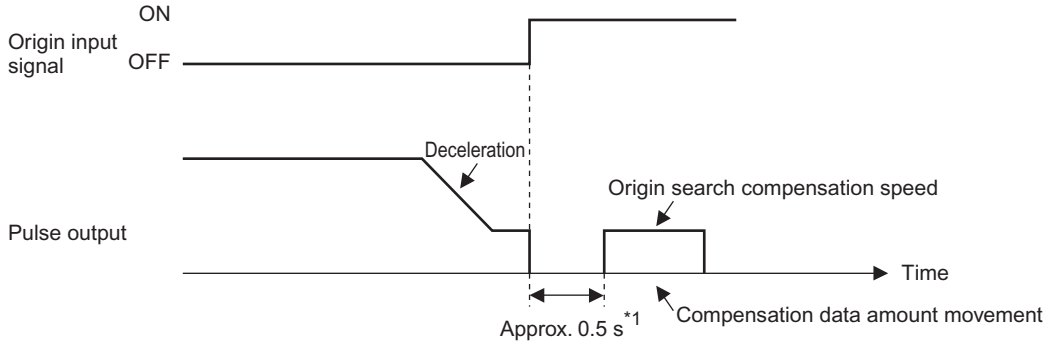 ON
Origin input
signal
OFF
Deceleration
Origin search compensation speed
Pulse output
Time
Approx. 0.5 s*1
Compensation data amount movement